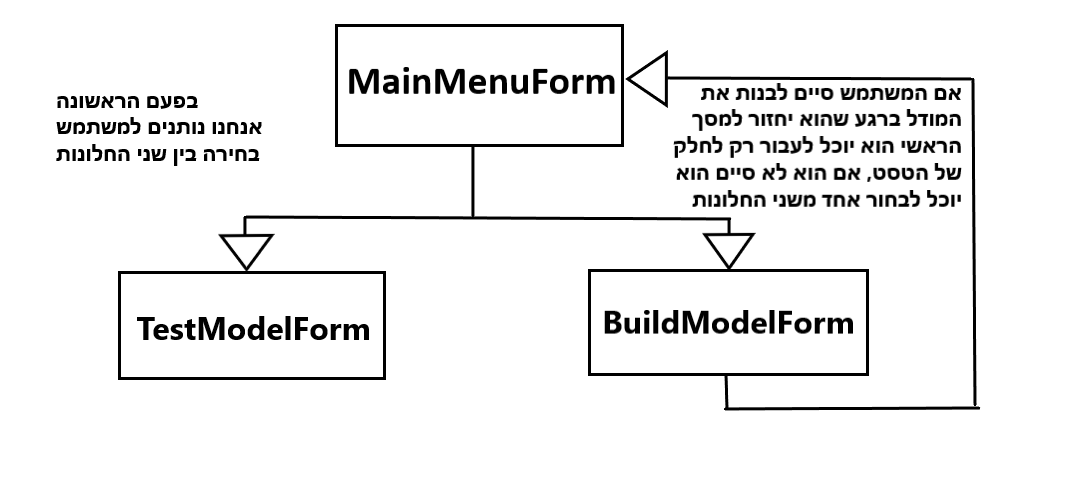 MainMenuForm
בפעם הראשונה
אנחנו נותנים למשתמש
בחירה בין שני החלונות
אם המשתמש סיים לבנות את
המודל ברגע שהוא יחזור למסך
הראשי הוא יוכל לעבור רק לחלק
של הטסט, אם הוא לא סיים הוא
יוכל לבחור אחד משני החלונות
TestModelForm
BuildModelForm